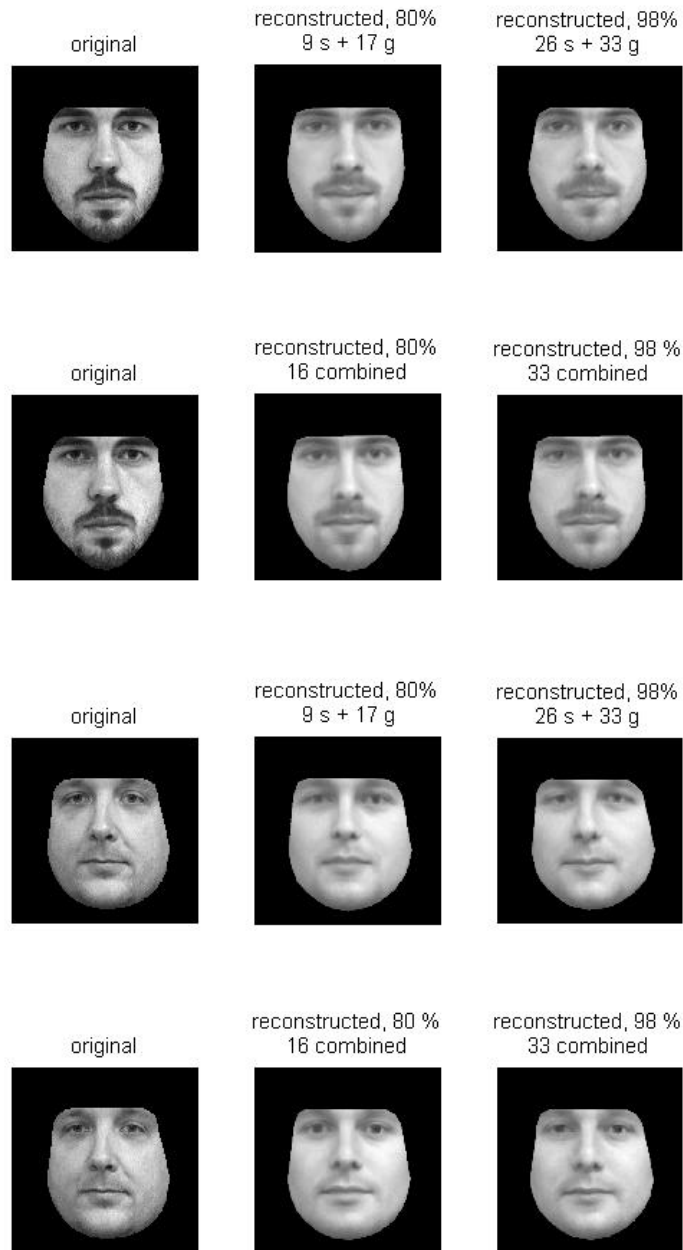 original
reconstructed, 80%
9 s + 17 g
reconstructed, 98%
26 s + 33 g
original
reconstructed, 80%
16 combined
reconstructed, 98 %
33 combined
original
reconstructed, 80%
9 s + 17 g
reconstructed, 98%
26 s + 33 g
original
reconstructed, 80 %
16 combined
reconstructed, 98 %
33 combined